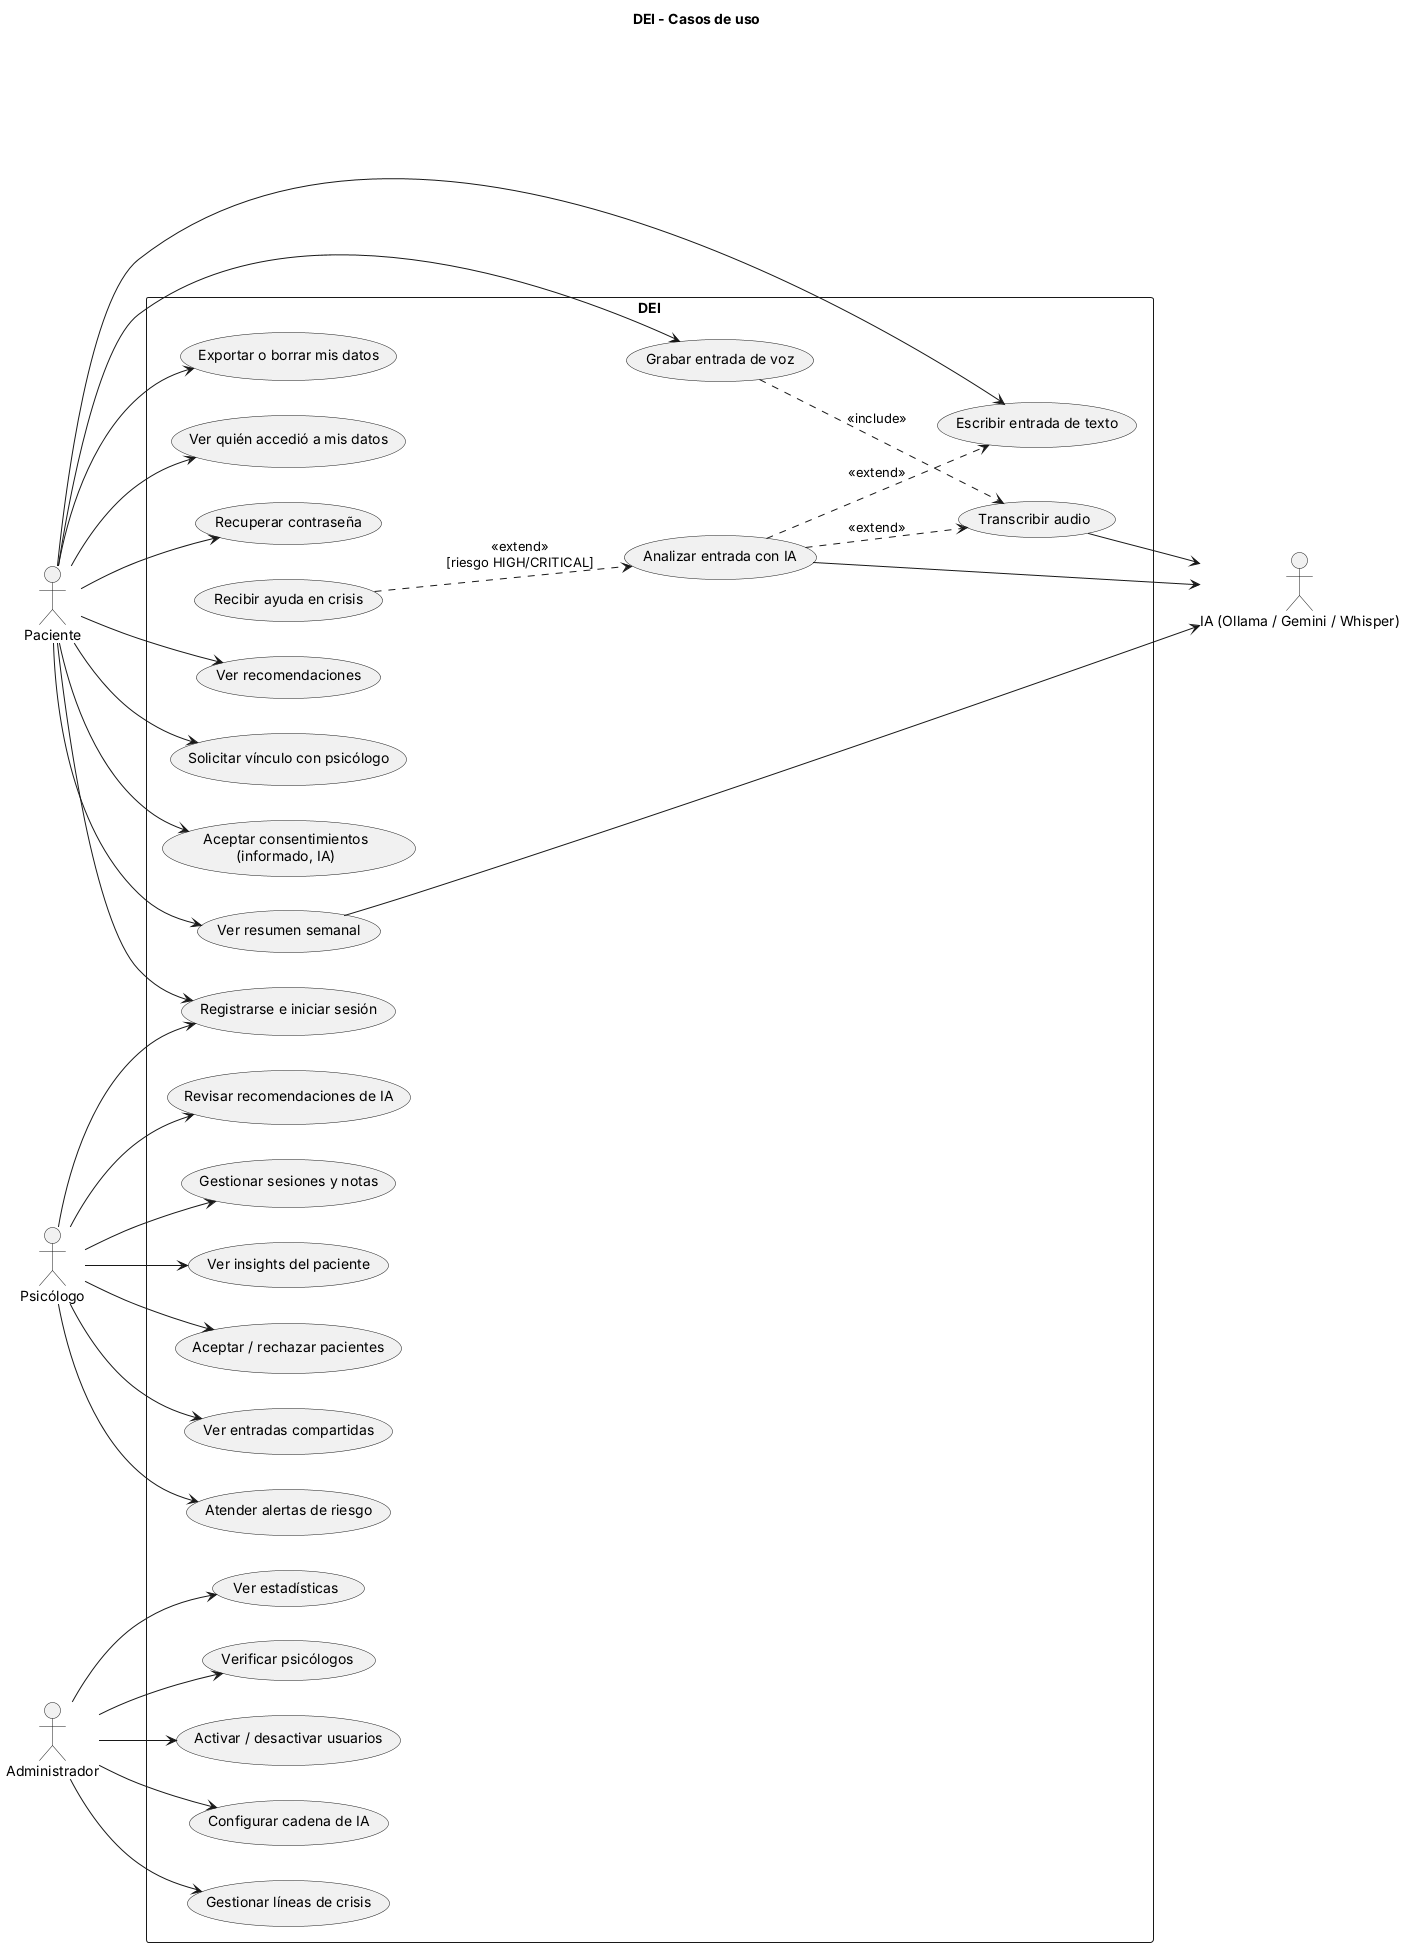 DEI - Casos de uso
DEI
Exportar o borrar mis datos
Grabar entrada de voz
Escribir entrada de texto
«include»
Ver quién accedió a mis datos
«extend»
Recuperar contraseña
Transcribir audio
«extend»
«extend»
[riesgo HIGH/CRITICAL]
Analizar entrada con IA
Recibir ayuda en crisis
IA (Ollama / Gemini / Whisper)
Paciente
Ver recomendaciones
Solicitar vínculo con psicólogo
Aceptar consentimientos
(informado, IA)
Ver resumen semanal
Registrarse e iniciar sesión
Revisar recomendaciones de IA
Gestionar sesiones y notas
Ver insights del paciente
Psicólogo
Aceptar / rechazar pacientes
Ver entradas compartidas
Atender alertas de riesgo
Ver estadísticas
Verificar psicólogos
Activar / desactivar usuarios
Administrador
Configurar cadena de IA
Gestionar líneas de crisis